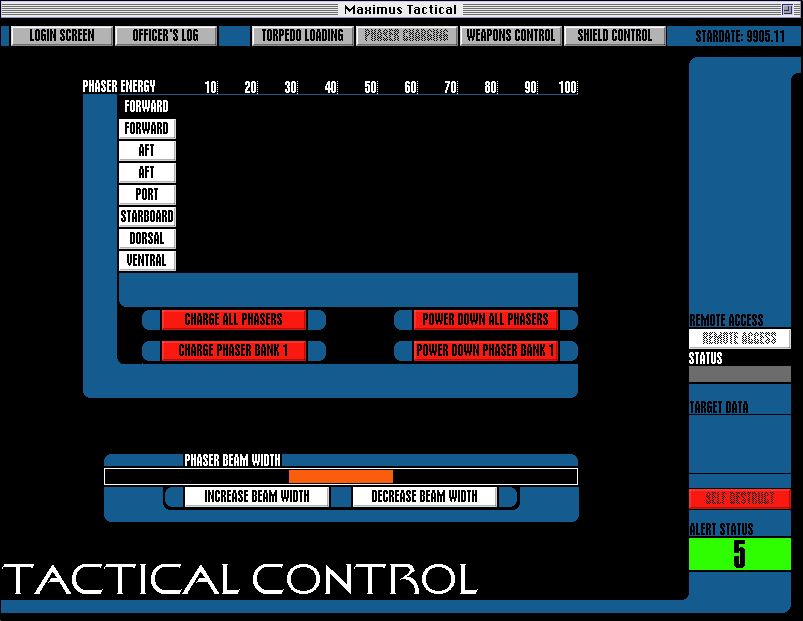 Maximus Tactical
LOGIN SCREEN OFFICER'S LOG TORPEDO LOADING PHASER CHARGING WEAPONS CONTROL SHIELD CONTROL STARDATE: 9905.11
PHASER ENERGY 10 20 30 40 50 60 70 80 90 100
FORWARD
FORWARD
AFT
AFT
PORT
STARBOARD
DORSAL
VENTRAL
CHARGE ALL PHASERS POWER DOWN ALL PHASERS
CHARGE PHASER BANK 1 POWER DOWN PHASER BANK 1
REMOTE ACCESS
REMOTE ACCESS
STATUS
TARGET DATA
PHASER BEAM WIDTH
INCREASE BEAM WIDTH DECREASE BEAM WIDTH
SELF DESTRUCT
ALERT STATUS
5
TACTICAL CONTROL